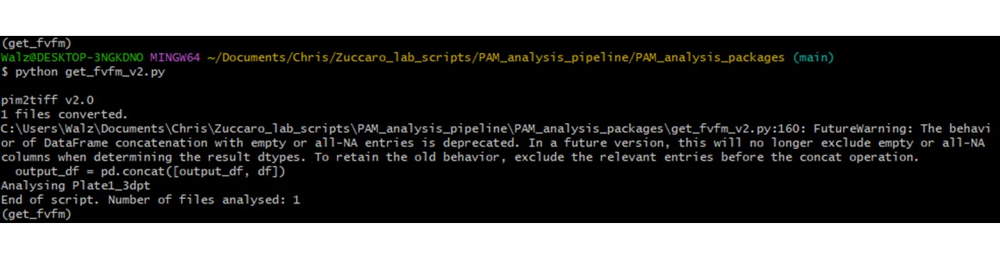 (get_fvfm)
Walz@DESKTOP-3NGKDNO MINGW64 ~/Documents/Chris/Zuccaro_lab_scripts/PAM_analysis_pipeline/PAM_analysis_packages (main)
$ python get_fvfm_v2.py
pim2tiff v2.0
1 files converted.
C:\Users\Walz\Documents\Chris\Zuccaro_lab_scripts\PAM_analysis_pipeline\PAM_analysis_packages\get_fvfm_v2.py:160: FutureWarning: The behavi
or of DataFrame concatenation with empty or all-NA entries is deprecated. In a future version, this will no longer exclude empty or all-NA
columns when determining the result dtypes. To retain the old behavior, exclude the relevant entries before the concat operation.
  output_df = pd.concat([output_df, df])
Analysing Plate1_3dpt
End of script. Number of files analysed: 1
(get_fvfm)